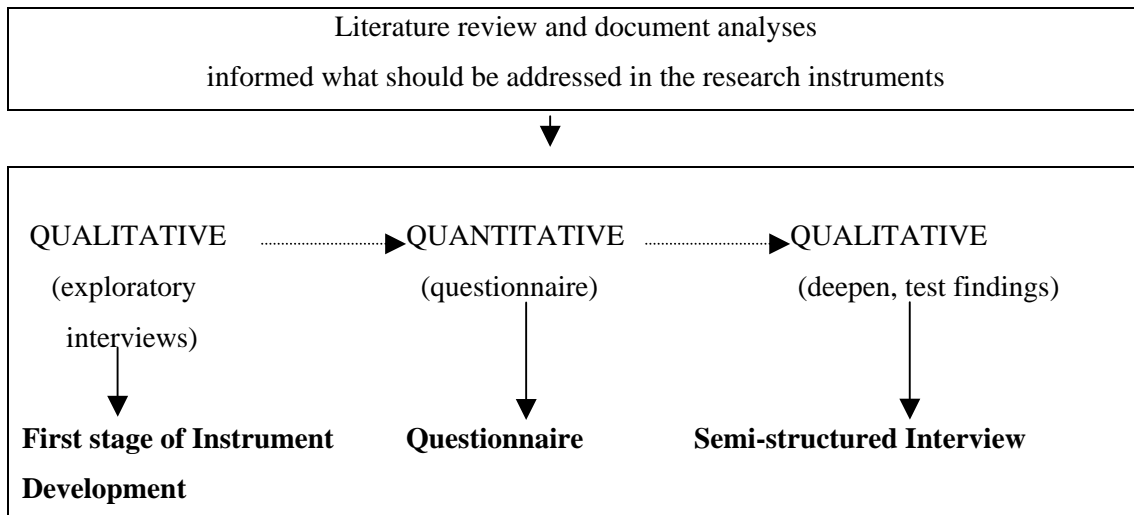 Literature review and document analyses
informed what should be addressed in the research instruments
QUALITATIVE QUANTITATIVE QUALITATIVE
(exploratory (questionnaire) (deepen, test findings)
interviews)
First stage of Instrument Questionnaire Semi-structured Interview
Development